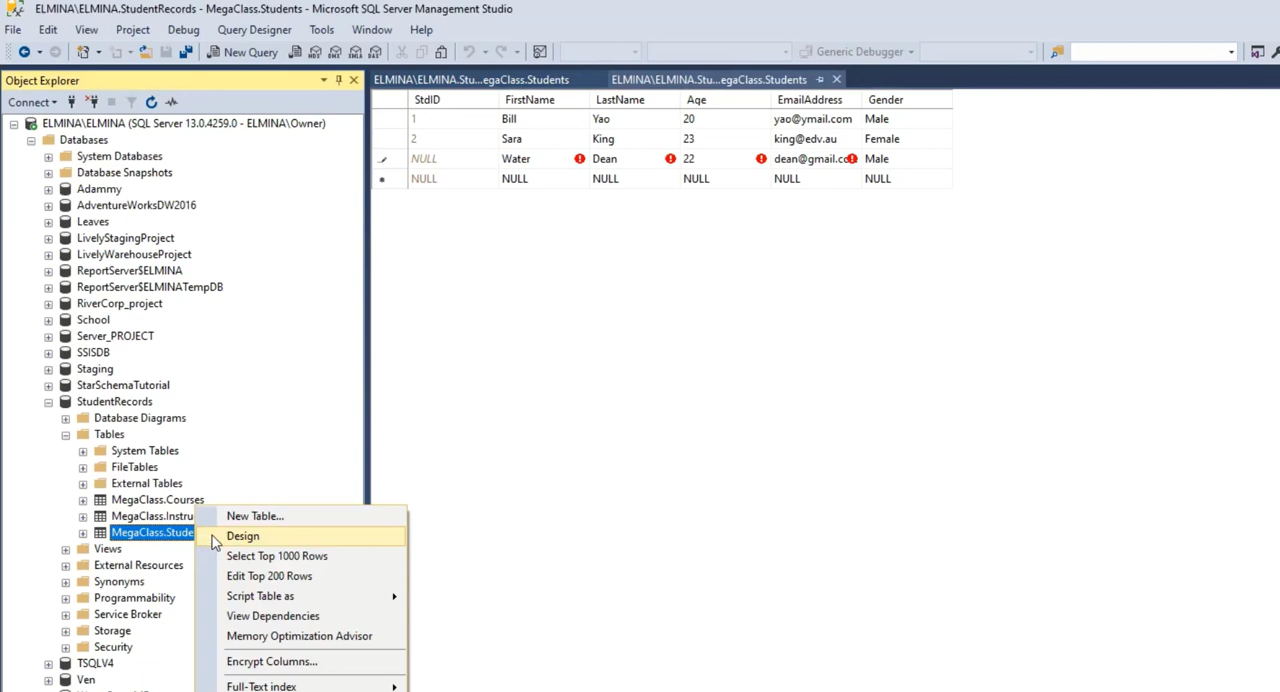 ELMINA\ELMINA.StudentRecords - MegaClass.Students - Microsoft SQL Server Management Studio
File Edit View Project Debug Query Designer Tools Window Help
New Query Generic Debugger
Object Explorer
Connect
ELMINA\ELMINA (SQL Server 13.0.4259.0 - ELMINA\Owner)
Databases
System Databases
Database Snapshots
Adammy
AdventureWorksDW2016
Leaves
LivelyStagingProject
LivelyWarehouseProject
ReportServer$ELMINA
ReportServer$ELMINATempDB
RiverCorp_project
School
Server_PROJECT
SSISDB
Staging
StarSchemaTutorial
StudentRecords
Database Diagrams
Tables
System Tables
FileTables
External Tables
MegaClass.Courses
MegaClass.Instru
MegaClass.Stude
Views
External Resources
Synonyms
Programmability
Service Broker
Storage
Security
TSQLV4
Ven
New Table...
Design
Select Top 1000 Rows
Edit Top 200 Rows
Script Table as
View Dependencies
Memory Optimization Advisor
Encrypt Columns...
Full-Text index
ELMINA\ELMINA.Stu...egaClass.Students ELMINA\ELMINA.Stu...egaClass.Students
StdID FirstName LastName Age EmailAddress Gender
1 Bill Yao 20 yao@ymail.com Male
2 Sara King 23 king@edv.au Female
NULL Water Dean 22 dean@gmail.co Male
NULL NULL NULL NULL NULL NULL